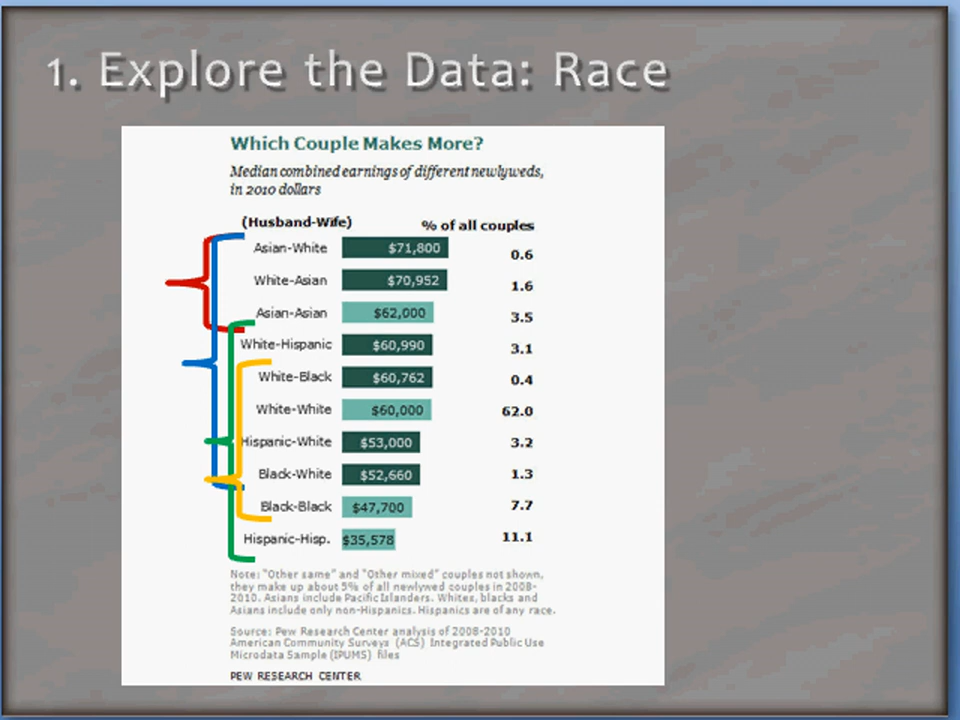 1. Explore the Data: Race
Which Couple Makes More?
Median combined earnings of different newlyweds,
in 2010 dollars
(Husband-Wife) % of all couples
Asian-White $71,800 0.6
White-Asian $70,952 1.6
Asian-Asian $62,000 3.5
White-Hispanic $60,990 3.1
White-Black $60,762 0.4
White-White $60,000 62.0
Hispanic-White $53,000 3.2
Black-White $52,660 1.3
Black-Black $47,700 7.7
Hispanic-Hisp. $35,578 11.1
Note: "Other same" and "Other mixed" couples not shown,
they make up about 5% of all newlywed couples in 2008-
2010. Asians include Pacific Islanders. Whites, blacks and
Asians include only non-Hispanics. Hispanics are of any race.
Source: Pew Research Center analysis of 2008-2010
American Community Surveys (ACS) Integrated Public Use
Microdata Sample (IPUMS) files
PEW RESEARCH CENTER